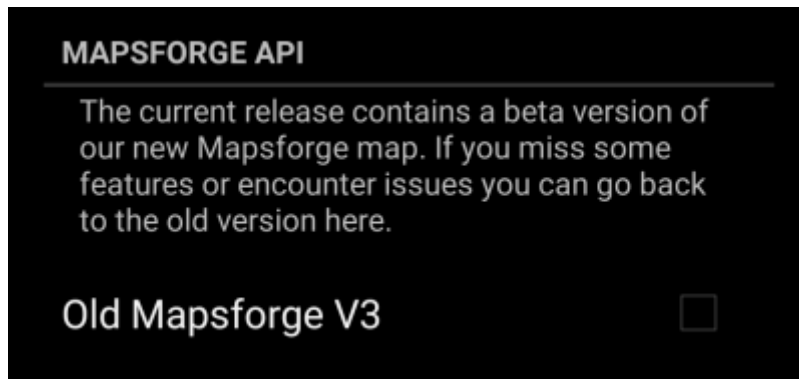 MAPSFORGE API
The current release contains a beta version of
our new Mapsforge map. If you miss some
features or encounter issues you can go back
to the old version here.
Old Mapsforge V3